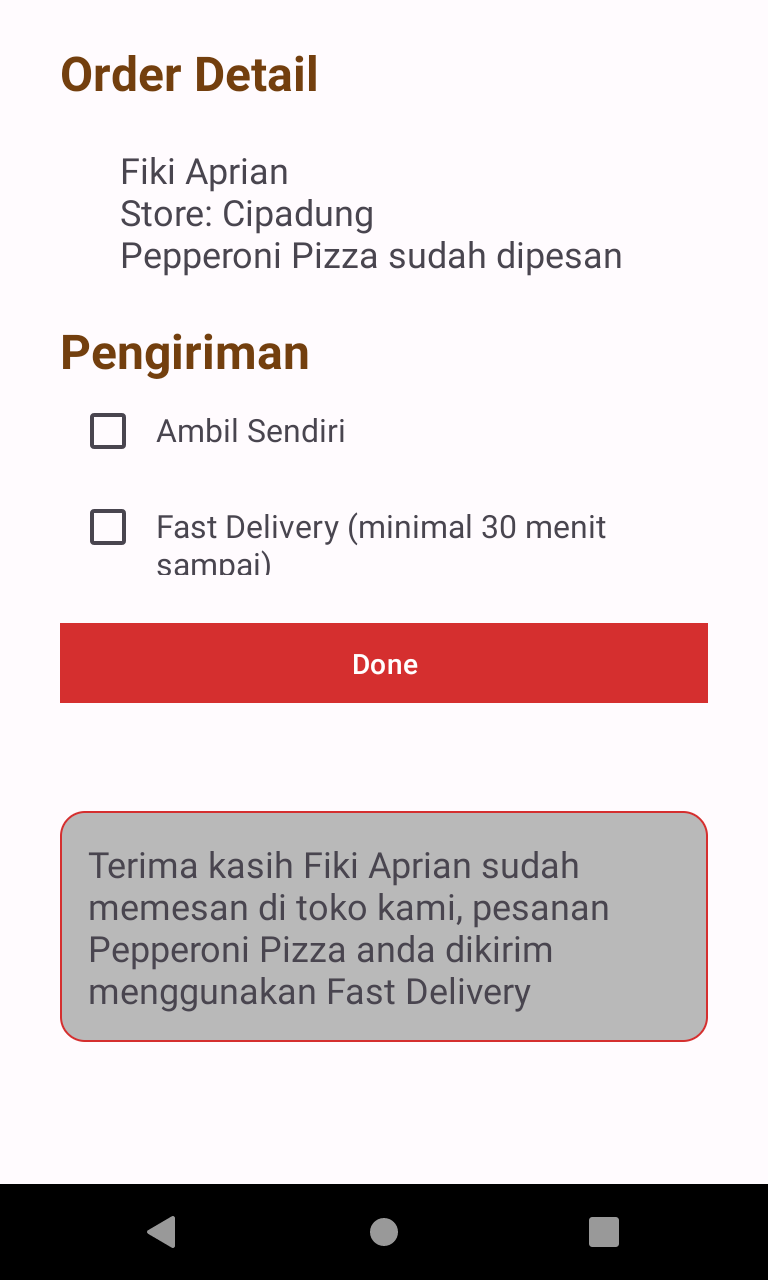 Order Detail
Fiki Aprian
Store: Cipadung
Pepperoni Pizza sudah dipesan
Pengiriman
Ambil Sendiri
Fast Delivery (minimal 30 menit
sampai)
Done
Terima kasih Fiki Aprian sudah
memesan di toko kami, pesanan
Pepperoni Pizza anda dikirim
menggunakan Fast Delivery